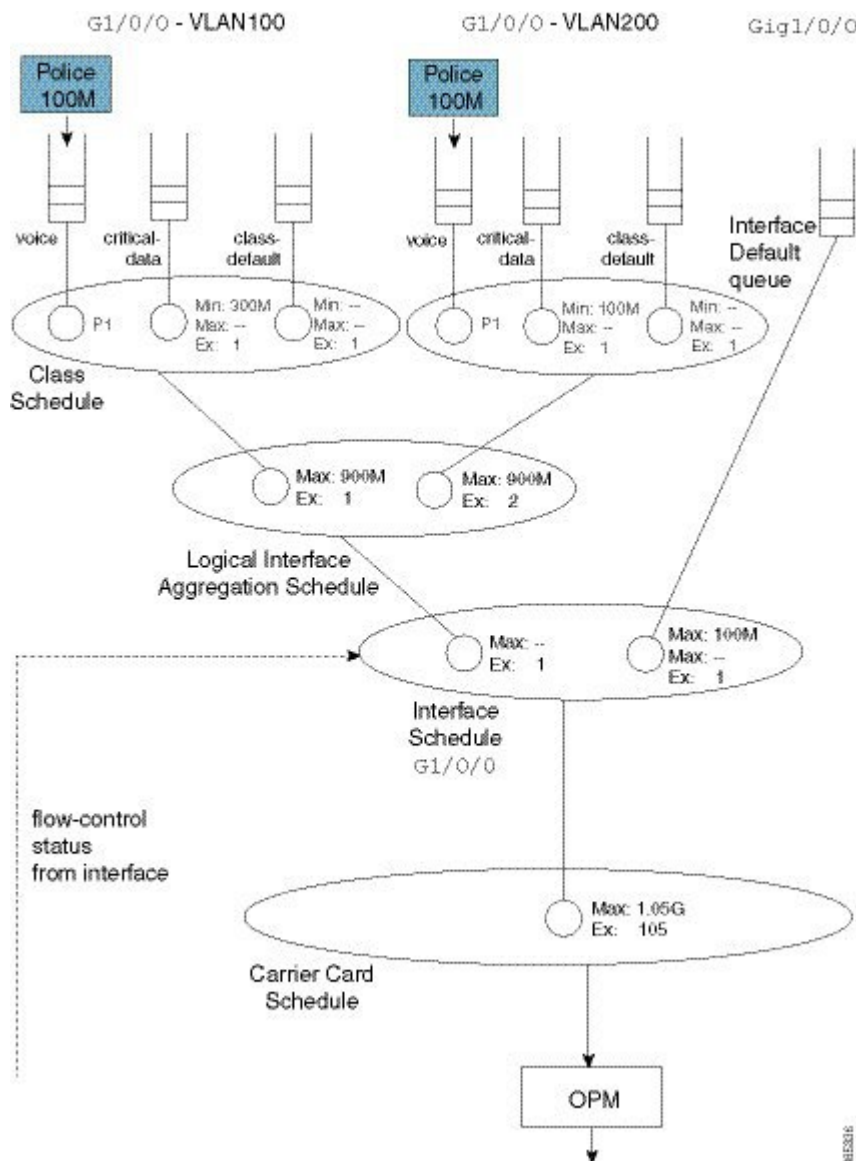 G1/0/0 - VLAN100
G1/0/0 - VLAN200
Gig1/0/0
Police
100M
Police
100M
voice
critical-
data
class-
default
voice
critical-
data
class-
default
Interface
Default
queue
P1
Min: 300M
Max: --
Ex: 1
Min: --
Max: --
Ex: 1
P1
Min: 100M
Max: --
Ex: 1
Min: --
Max: --
Ex: 1
Class
Schedule
Max: 900M
Ex: 1
Max: 900M
Ex: 2
Logical Interface
Aggregation Schedule
Max: --
Ex: 1
Max: 100M
Max: --
Ex: 1
Interface
Schedule
G1/0/0
flow-control
status
from interface
Max: 1.05G
Ex: 105
Carrier Card
Schedule
OPM